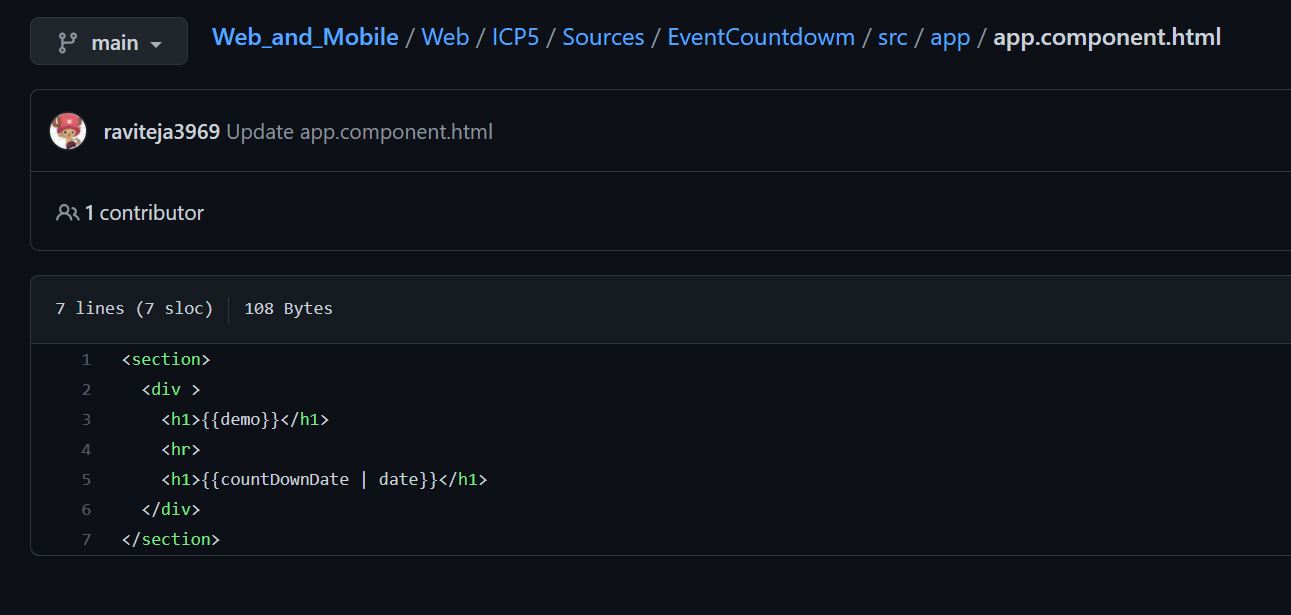 main Web_and_Mobile / Web / ICP5 / Sources / EventCountdowm / src / app / app.component.html
raviteja3969 Update app.component.html
1 contributor
7 lines (7 sloc) 108 Bytes
1 <section>
2 <div >
3 <h1>{{demo}}</h1>
4 <hr>
5 <h1>{{countDownDate | date}}</h1>
6 </div>
7 </section>